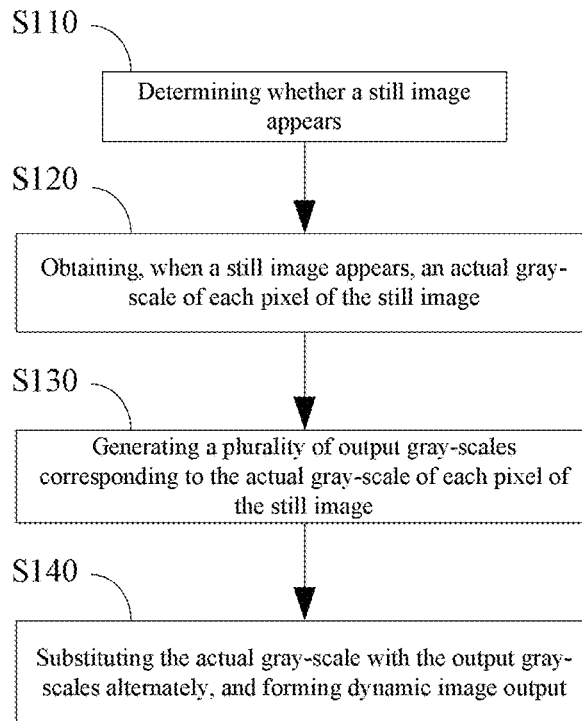 S110
Determining whether a still image
appears
S120
Obtaining, when a still image appears, an actual gray-
scale of each pixel of the still image
S130
Generating a plurality of output gray-scales
corresponding to the actual gray-scale of each pixel of
the still image
S140
Substituting the actual gray-scale with the output gray-
scales alternately, and forming dynamic image output